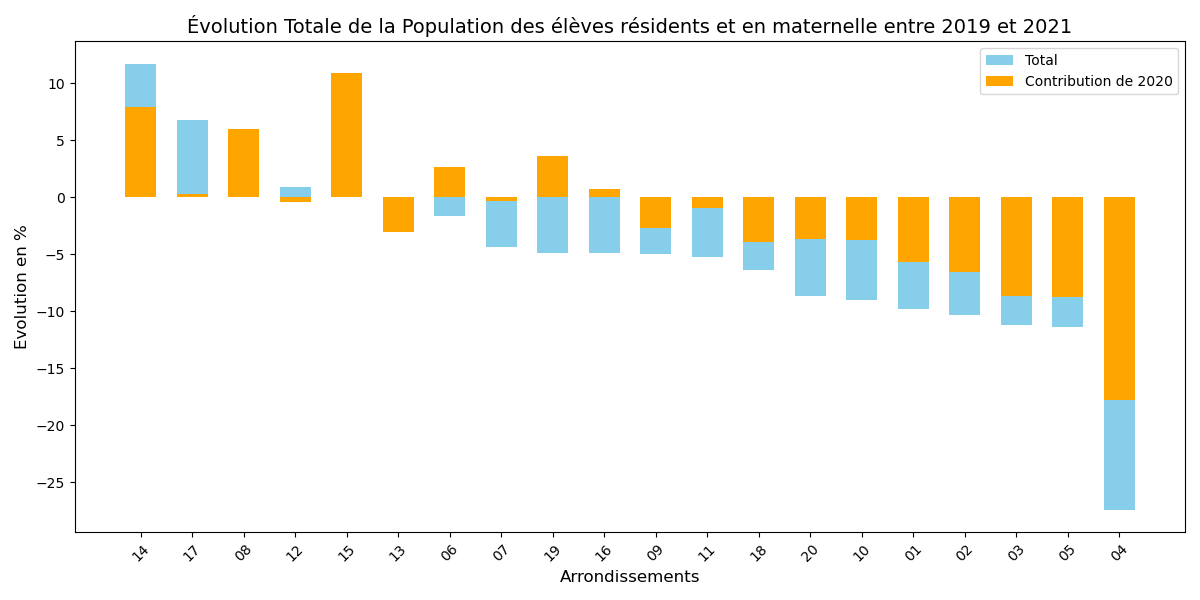 Évolution Totale de la Population des élèves résidents et en maternelle entre 2019 et 2021
Total
Contribution de 2020
10
5
0
−5
−10
−15
−20
−25
Evolution en %
14 17 08 12 15 13 06 07 19 16 09 11 18 20 10 01 02 03 05 04
Arrondissements